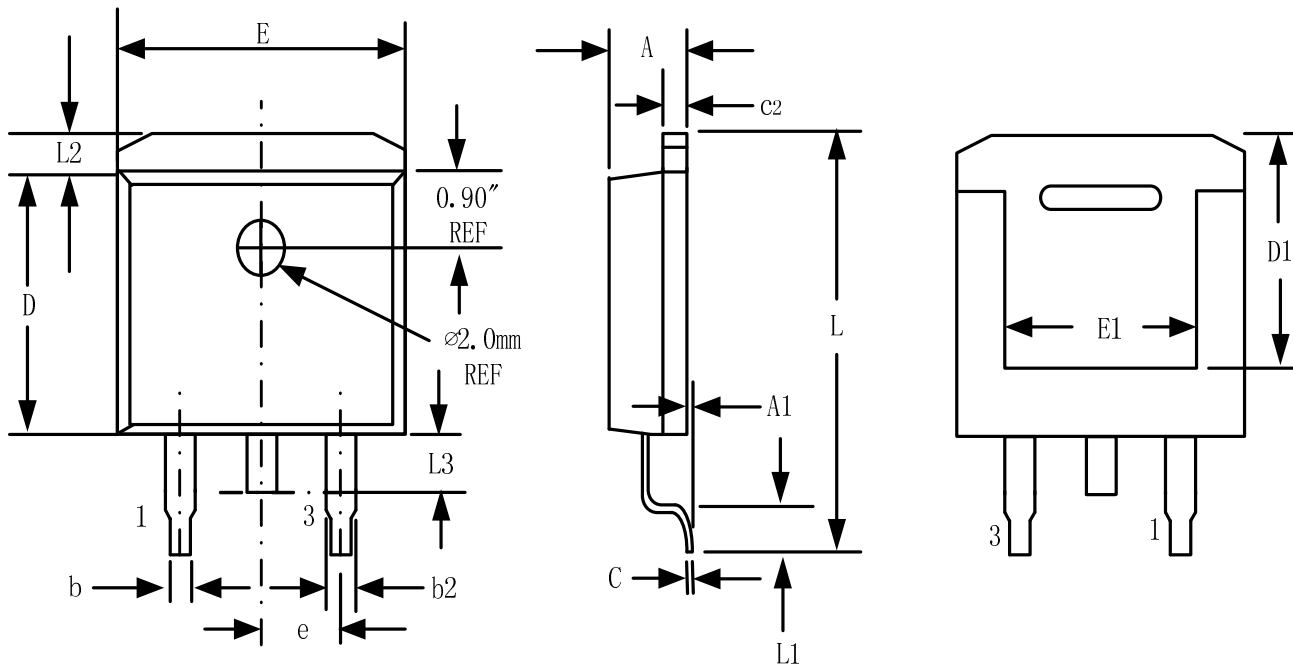 E
A
C2
L2
0.90"
REF
D
L
D1
E1
⌀2.0mm
REF
A1
L3
1
3
3
1
b
b2
C
e
L1